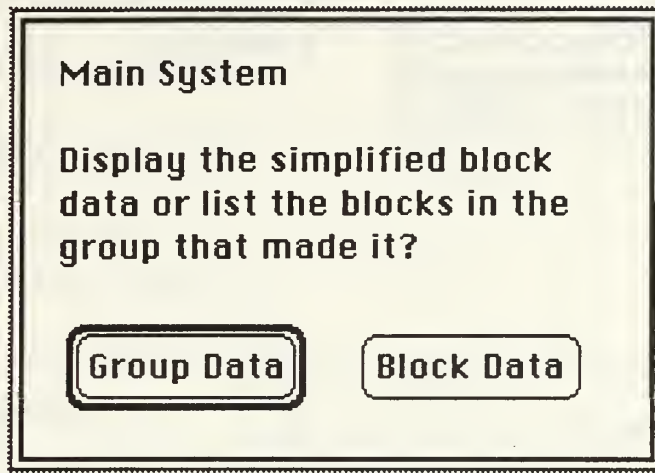 Main System
Display the simplified block
data or list the blocks in the
group that made it?
Group Data Block Data